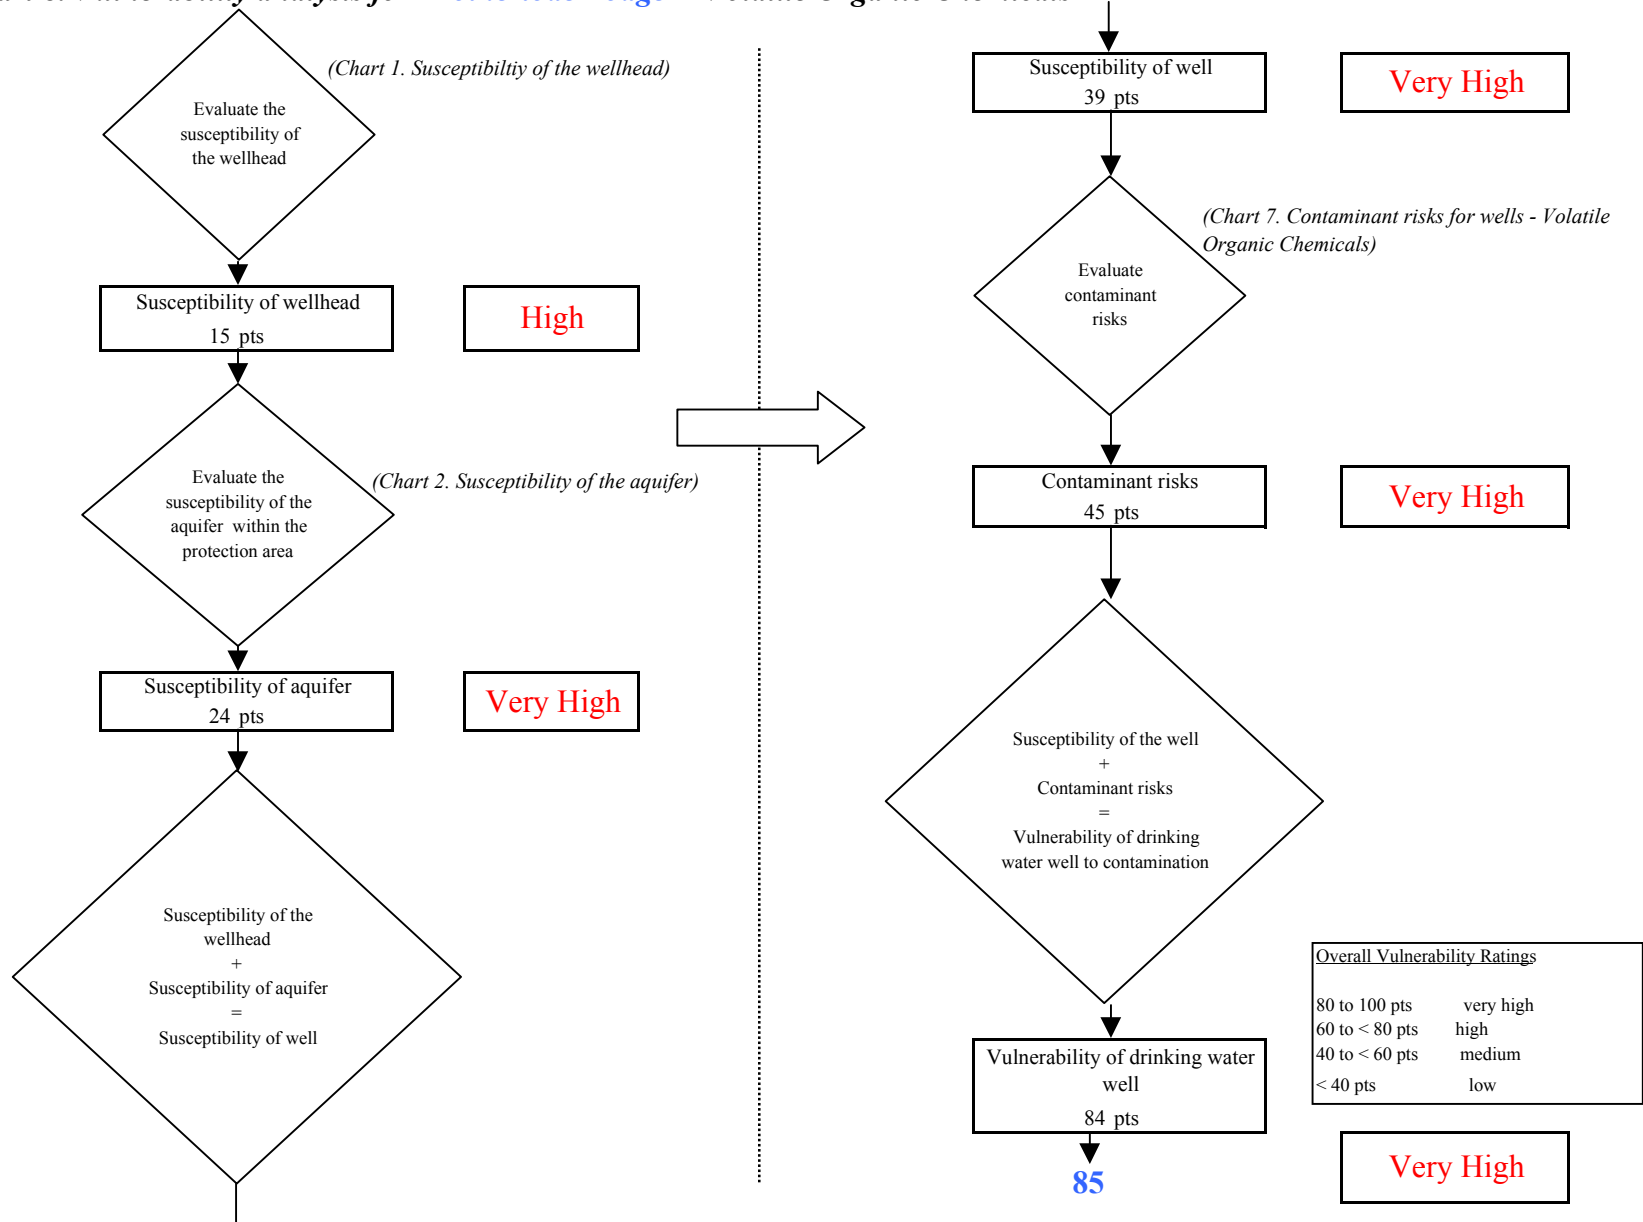 Organic Chemicals
(Chart 1. Susceptibiltiy of the wellhead)
Evaluate the
susceptibility of
the wellhead
Susceptibility of wellhead
15 pts
High
Evaluate the
susceptibility of the
aquifer within the
protection area
(Chart 2. Susceptibility of the aquifer)
Susceptibility of aquifer
24 pts
Very High
Susceptibility of the
wellhead
+
Susceptibility of aquifer
=
Susceptibility of well
Susceptibility of well
39 pts
Very High
(Chart 7. Contaminant risks for wells - Volatile
Organic Chemicals)
Evaluate
contaminant
risks
Contaminant risks
45 pts
Very High
Susceptibility of the well
+
Contaminant risks
=
Vulnerability of drinking
water well to contamination
Overall Vulnerability Ratings
80 to 100 pts very high
60 to < 80 pts high
40 to < 60 pts medium
< 40 pts low
Vulnerability of drinking water
well
84 pts
85
Very High